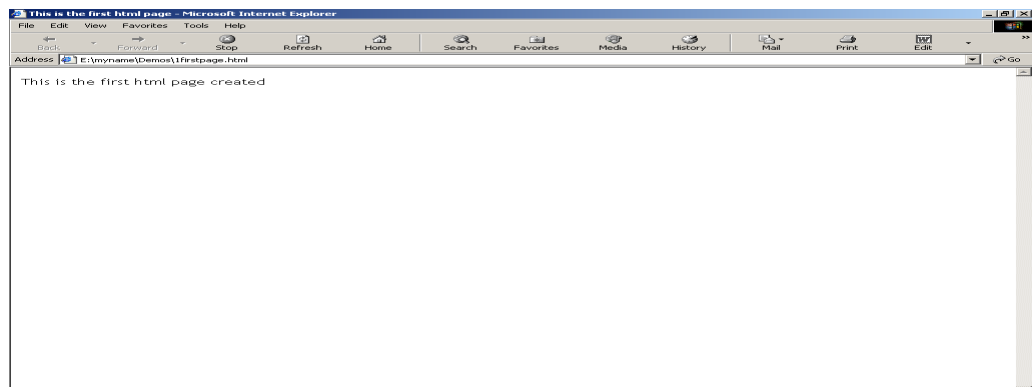 This is the first html page - Microsoft Internet Explorer
File Edit View Favorites Tools Help
Back Forward Stop Refresh Home Search Favorites Media History Mail Print Edit »
Address E:\myname\Demos\1firstpage.html Go
This is the first html page created